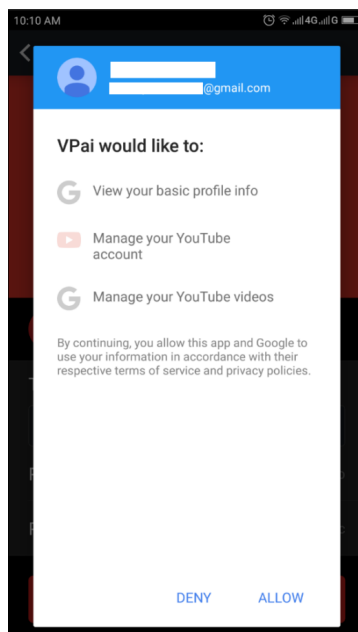 10:10 AM 4G G
@gmail.com
VPai would like to:
View your basic profile info
Manage your YouTube
account
Manage your YouTube videos
By continuing, you allow this app and Google to
use your information in accordance with their
respective terms of service and privacy policies.
DENY ALLOW